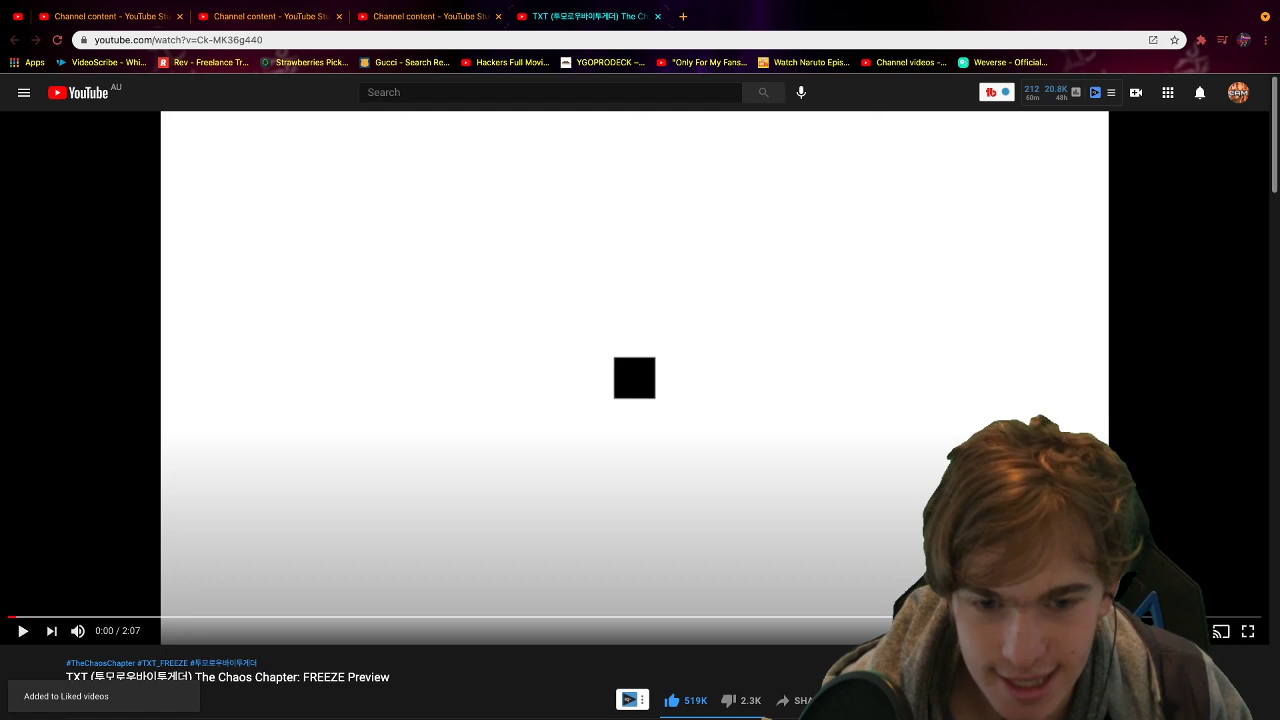 Channel content - YouTube Stu
Channel content - YouTube Stu
Channel content - YouTube Stu
TXT (투모로우바이투게더) The Ch
youtube.com/watch?v=Ck-MK36g440
Apps
VideoScribe - Whi...
Rev - Freelance Tr...
Strawberries Pick...
Gucci - Search Re...
Hackers Full Movi...
YGOPRODECK –...
"Only For My Fans...
Watch Naruto Epis...
Channel videos –...
Weverse - Official...
YouTube AU
Search
212
60m
20.8K
48h
0:00 / 2:07
#TheChaosChapter #TXT_FREEZE #투모로우바이투게더
TXT (투모로우바이투게더) The Chaos Chapter: FREEZE Preview
Added to Liked videos
519K
2.3K
SHA